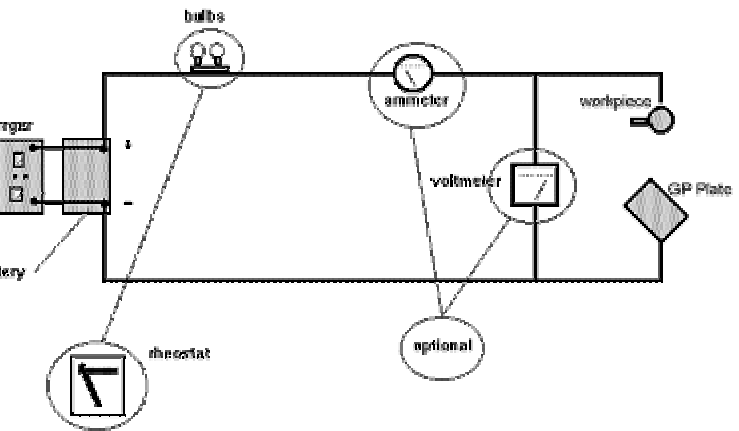 bulbs
ammeter
workpiece
+
voltmeter
GP Plate
-
optional
rheostat